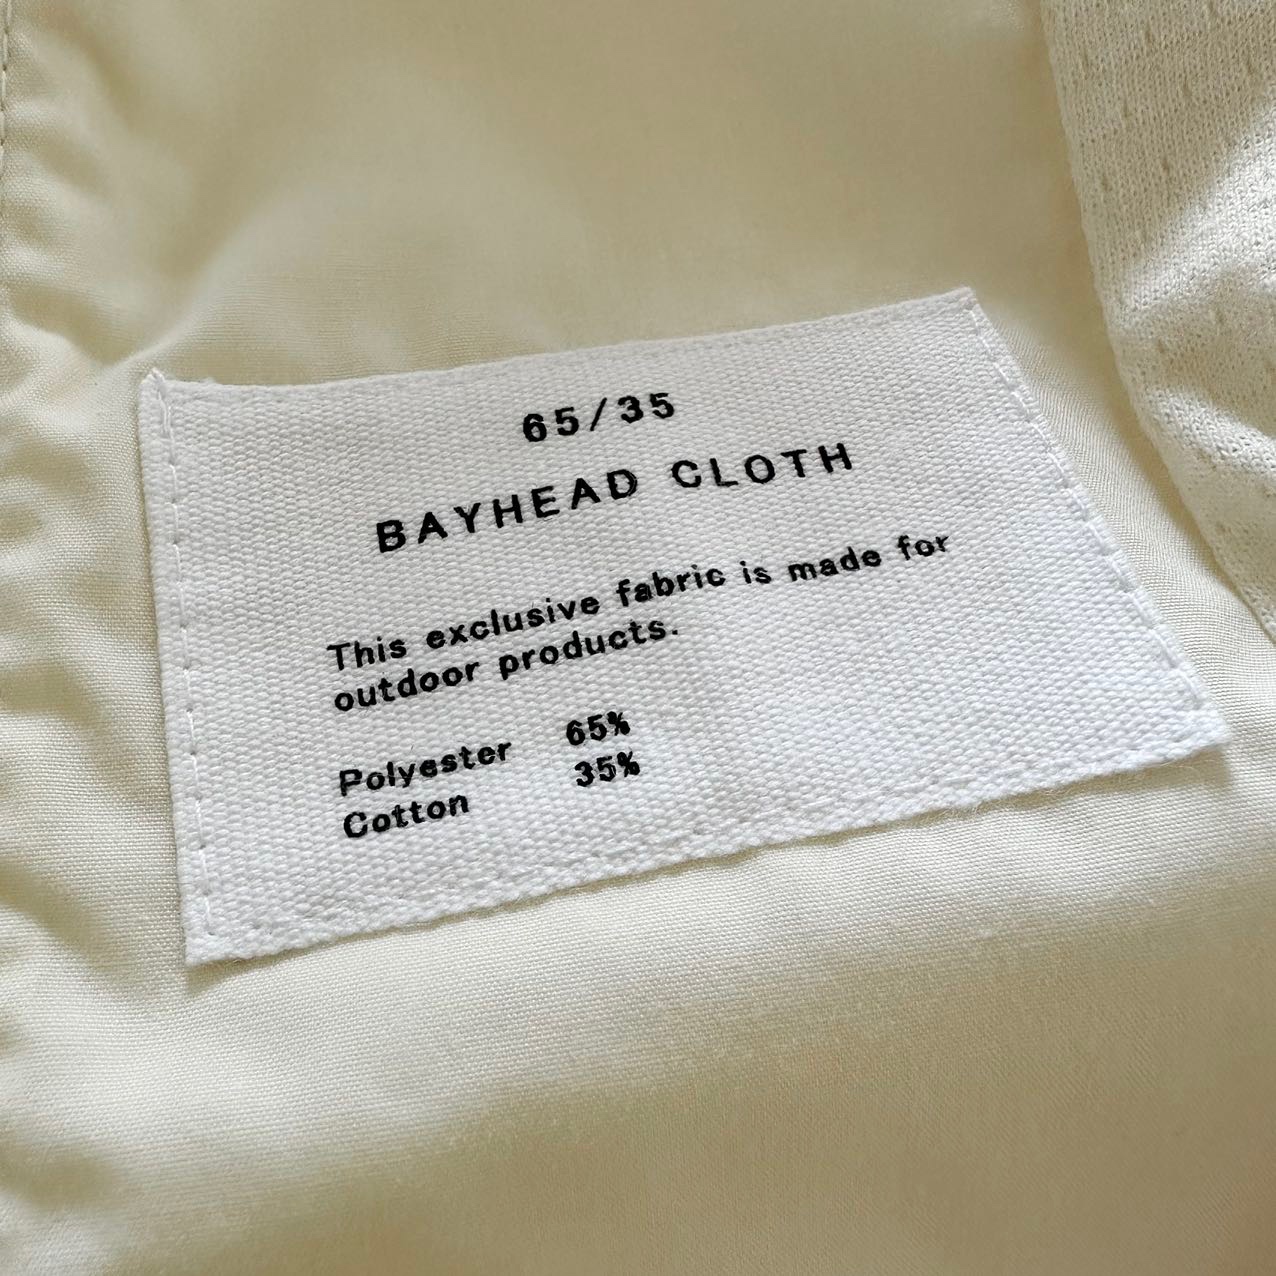 65/35
BAYHEAD CLOTH
This exclusive fabric is made for
outdoor products.
Polyester 65%
Cotton 35%